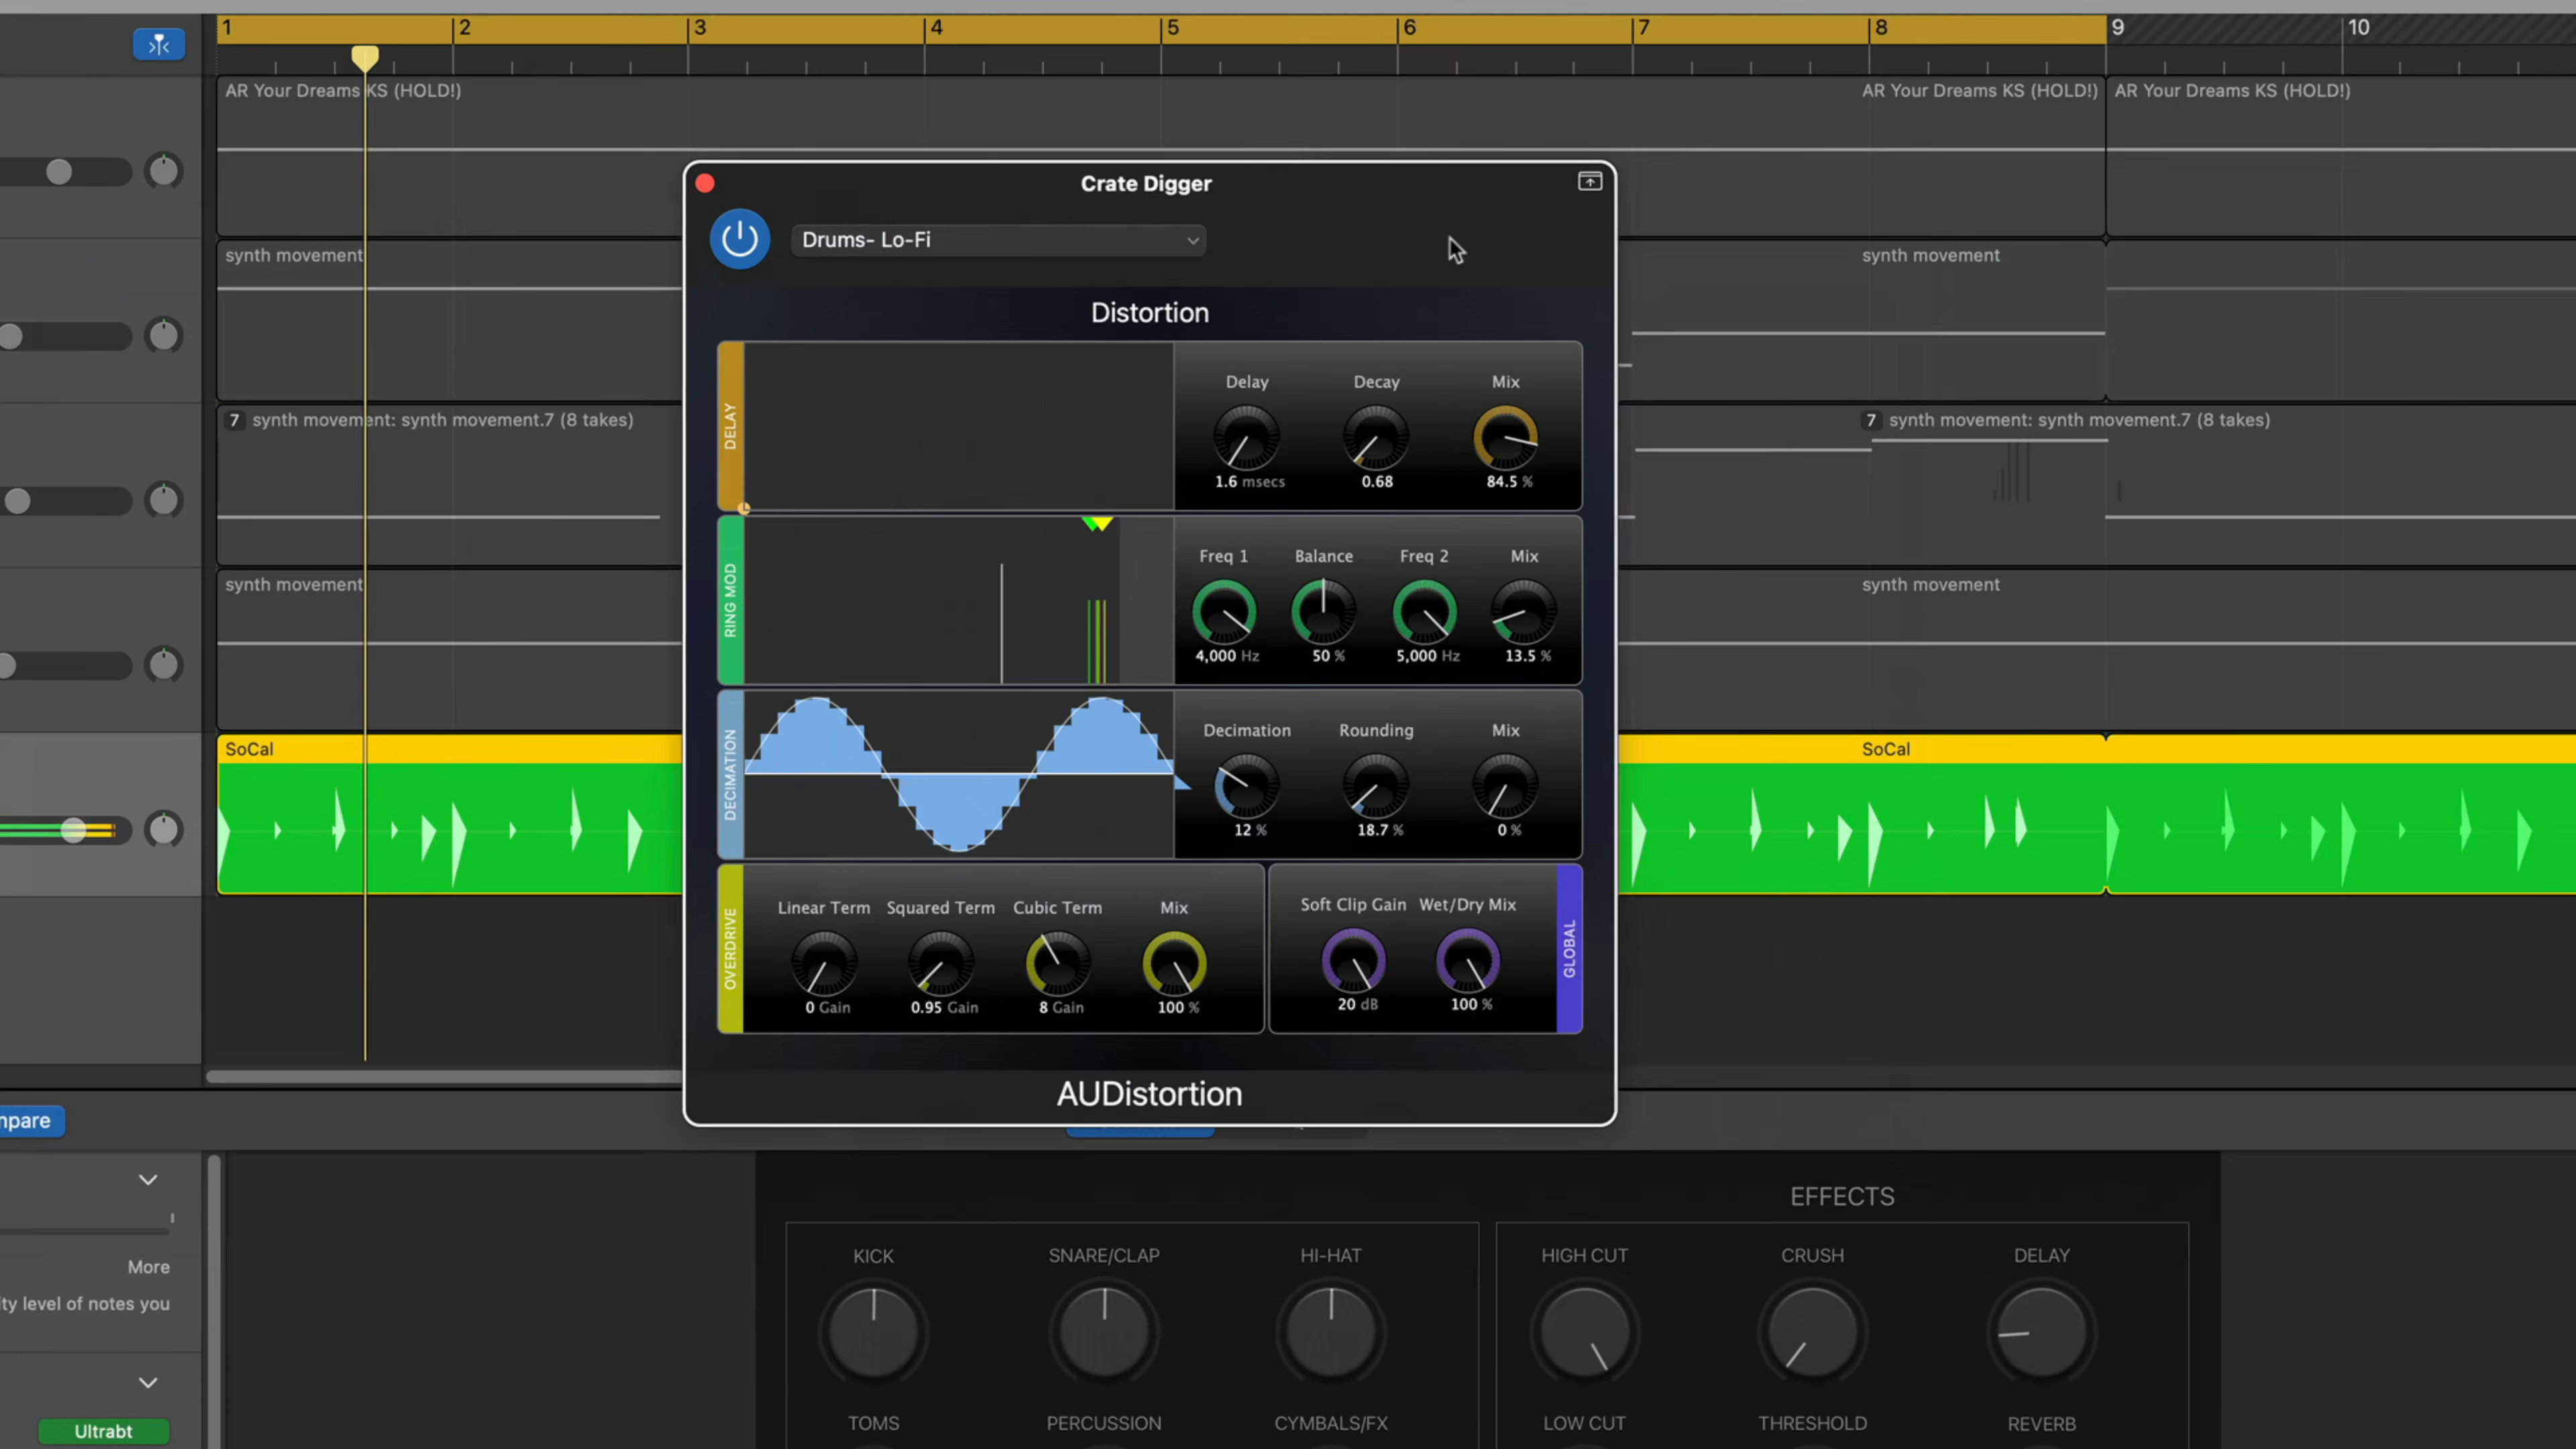 1 2 3 4 5 6 7 8 9 10
AR Your Dreams KS (HOLD!) AR Your Dreams KS (HOLD!) AR Your Dreams KS (HOLD!)
Crate Digger
Drums- Lo-Fi
synth movement synth movement
Distortion
DELAY
Delay Decay Mix
1.6 msecs 0.68 84.5 %
7 synth movement: synth movement.7 (8 takes) 7 synth movement: synth movement.7 (8 takes)
RING MOD
Freq 1 Balance Freq 2 Mix
4,000 Hz 50 % 5,000 Hz 13.5 %
synth movement synth movement
DECIMATION
Decimation Rounding Mix
12 % 18.7 % 0 %
SoCal SoCal
OVERDRIVE
Linear Term Squared Term Cubic Term Mix
0 Gain 0.95 Gain 8 Gain 100 %
Soft Clip Gain Wet/Dry Mix
20 dB 100 %
GLOBAL
AUDistortion
mpare
More
ity level of notes you
Ultrabt
EFFECTS
KICK SNARE/CLAP HI-HAT HIGH CUT CRUSH DELAY
TOMS PERCUSSION CYMBALS/FX LOW CUT THRESHOLD REVERB